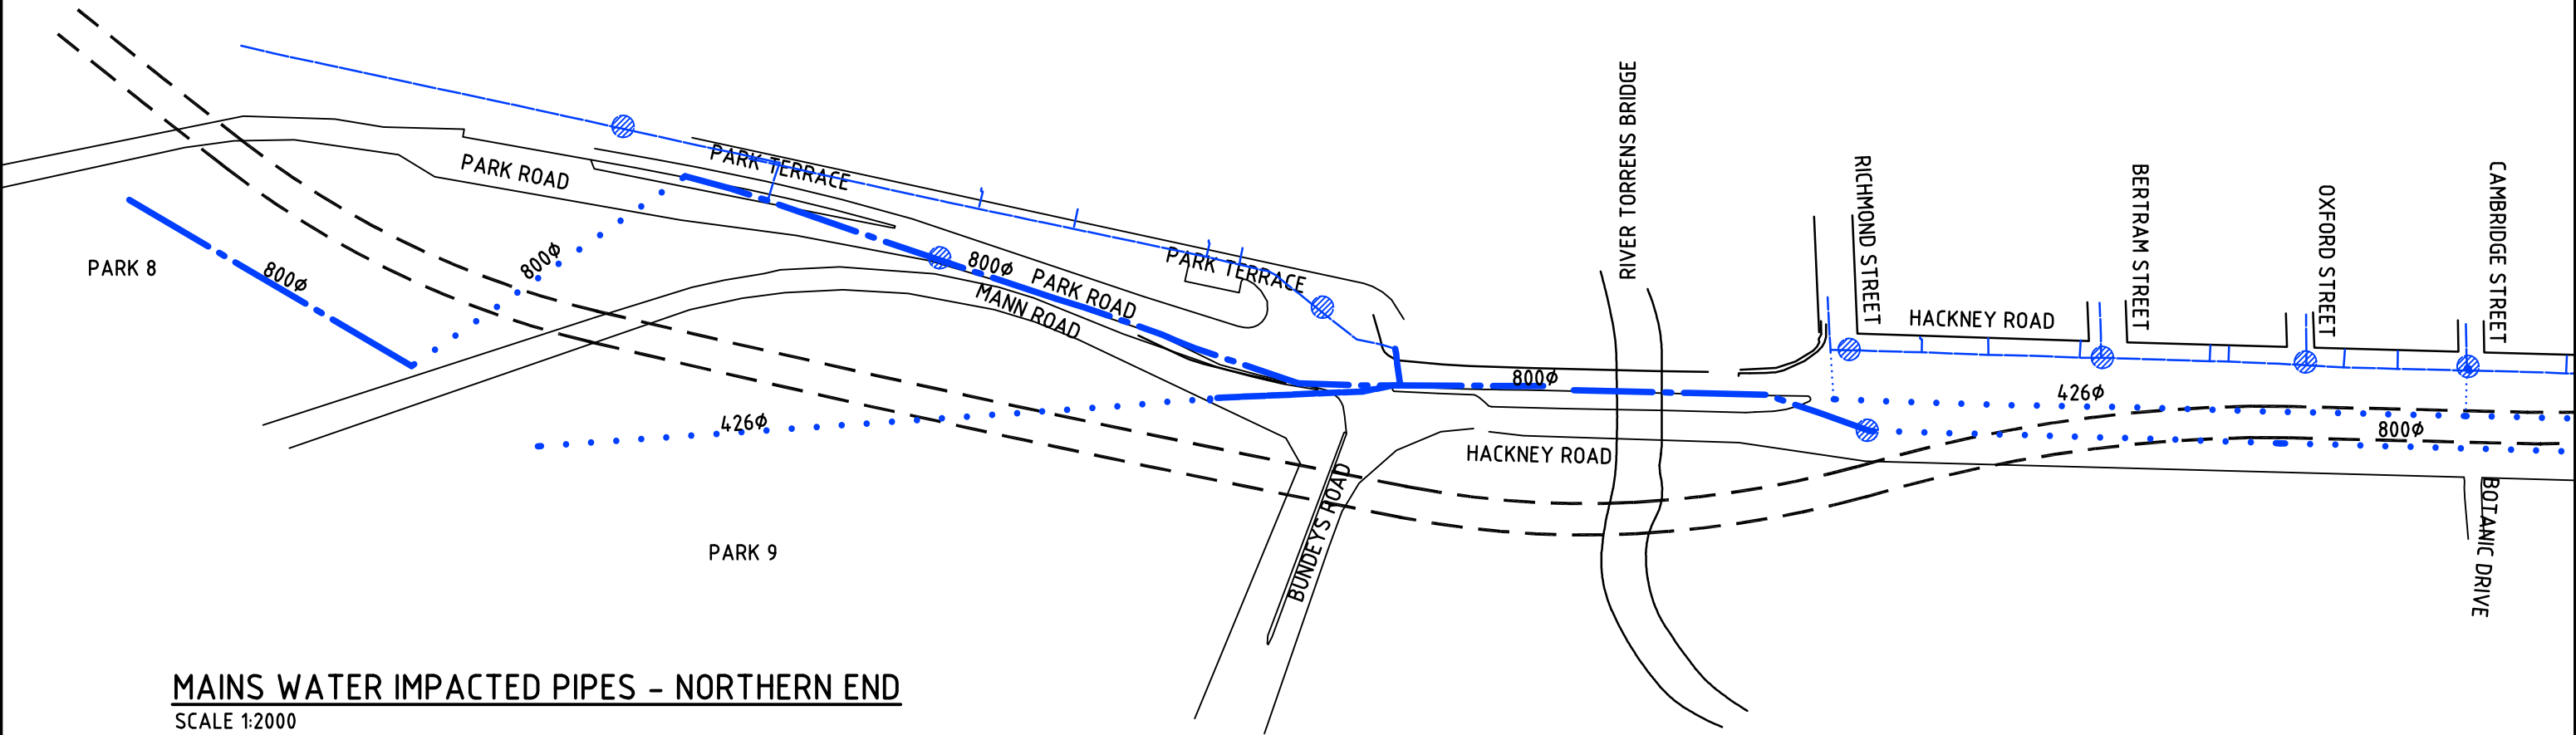 PARK ROAD
PARK TERRACE
PARK 8
800ø
800ø
800ø
PARK ROAD
MANN ROAD
PARK TERRACE
RIVER TORRENS BRIDGE
RICHMOND STREET
HACKNEY ROAD
BERTRAM STREET
OXFORD STREET
CAMBRIDGE STREET
800ø
426ø
426ø
800ø
HACKNEY ROAD
BUNDEYS ROAD
BOTANIC DRIVE
PARK 9
MAINS WATER IMPACTED PIPES - NORTHERN END
SCALE 1:2000